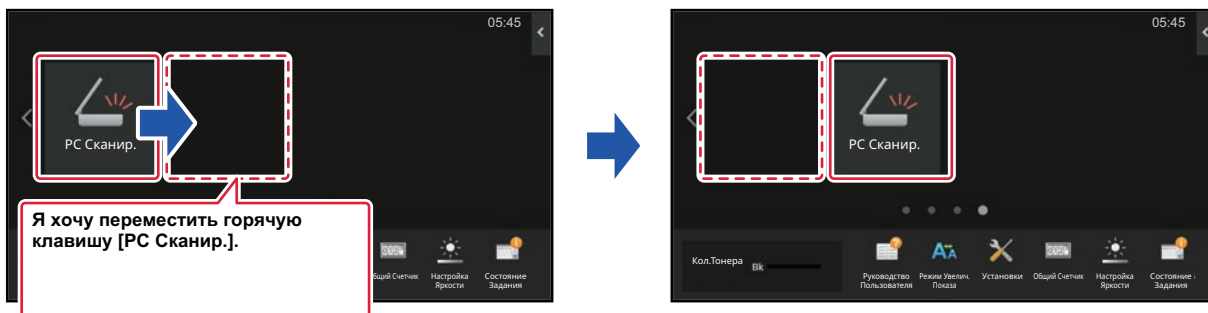 05:45
PC Сканир.
Я хочу переместить горячую
клавишу [PC Сканир.].
бщий Счетчик
Настройка
Яркости
Состояние
Задания
05:45
PC Сканир.
Кол.Тонера
Bk
Руководство
Пользователя
Режим Увелич.
Показа
Установки
Общий Счетчик
Настройка
Яркости
Состояние
Задания